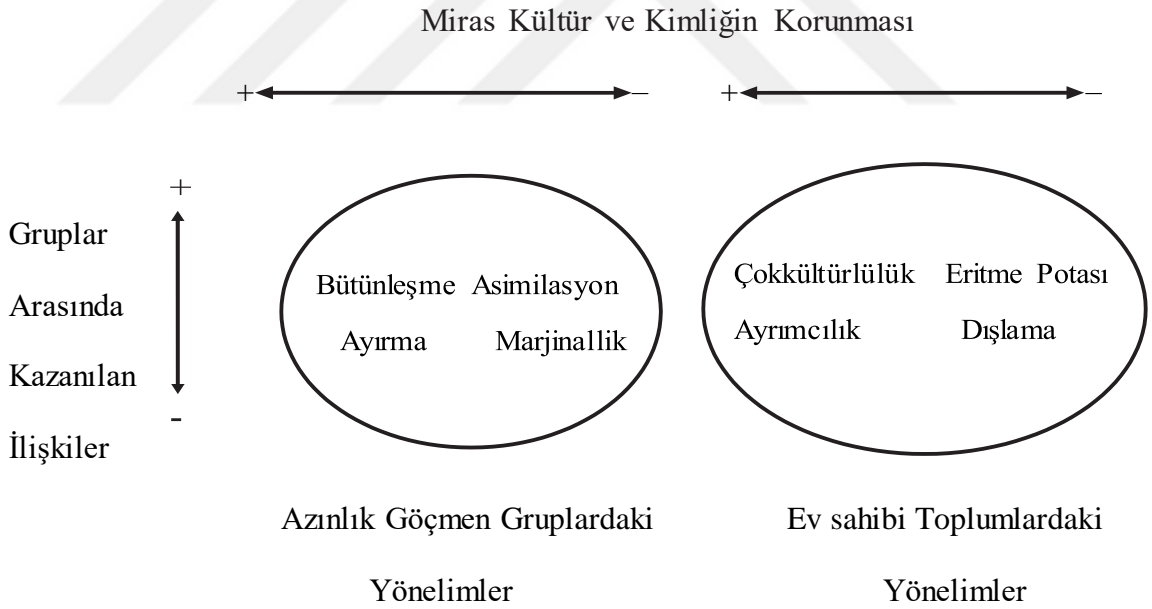 Miras Kültür ve Kimliğin Korunması
+ – + –
+
Gruplar
Arasında
Kazanılan
İlişkiler
-
Bütünleşme Asimilasyon
Ayırma Marjinallik
Çokkültürlülük Eritme Potası
Ayrımcılık Dışlama
Azınlık Göçmen Gruplardaki
Yönelimler
Ev sahibi Toplumlardaki
Yönelimler